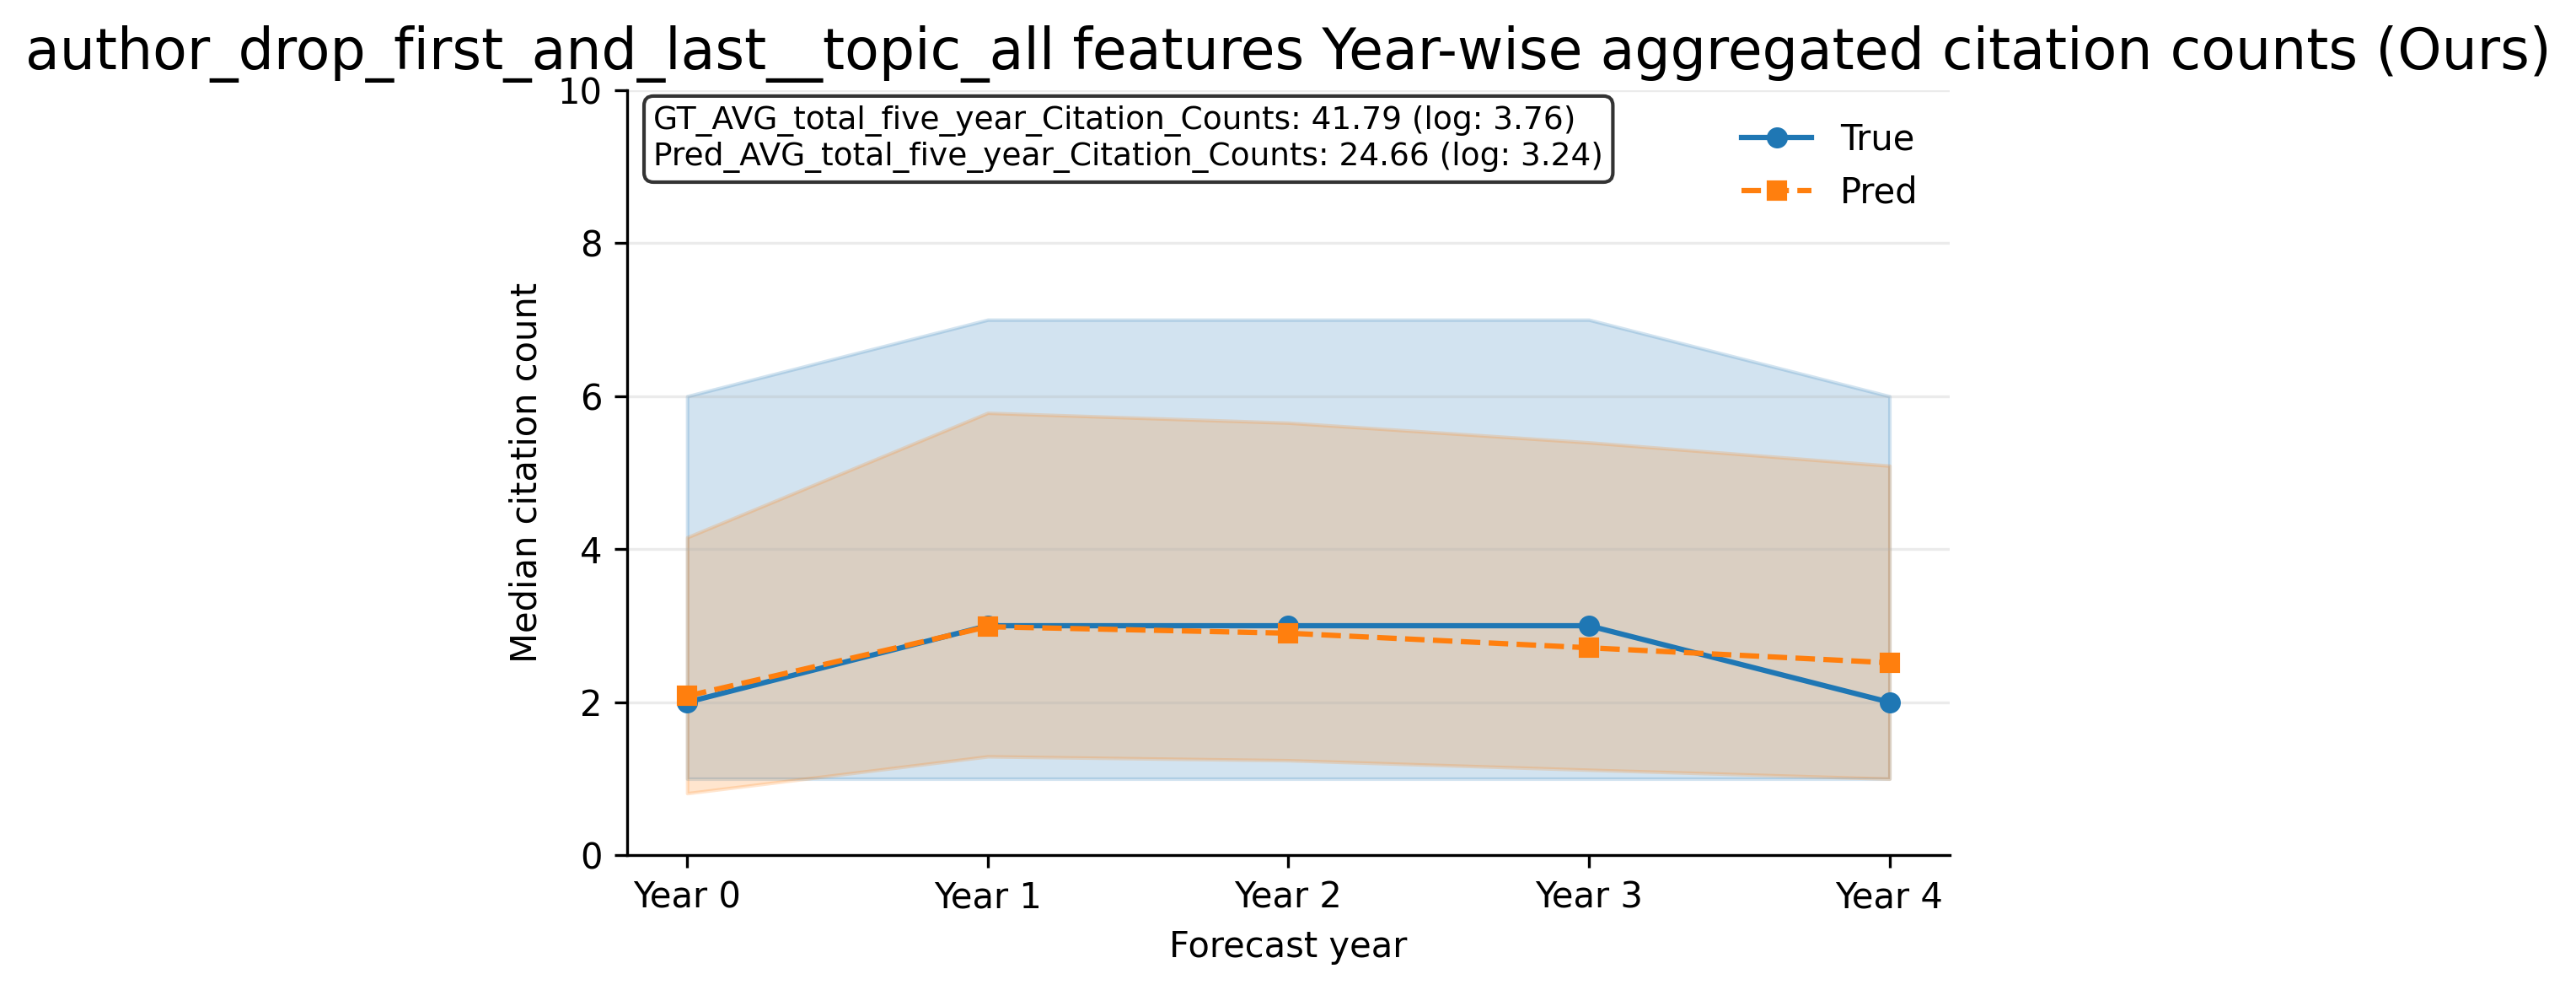 author_drop_first_and_last__topic_all features Year-wise aggregated citation counts (Ours)
GT_AVG_total_five_year_Citation_Counts: 41.79 (log: 3.76)
Pred_AVG_total_five_year_Citation_Counts: 24.66 (log: 3.24)
True
Pred
Median citation count
10
8
6
4
2
0
Year 0 Year 1 Year 2 Year 3 Year 4
Forecast year